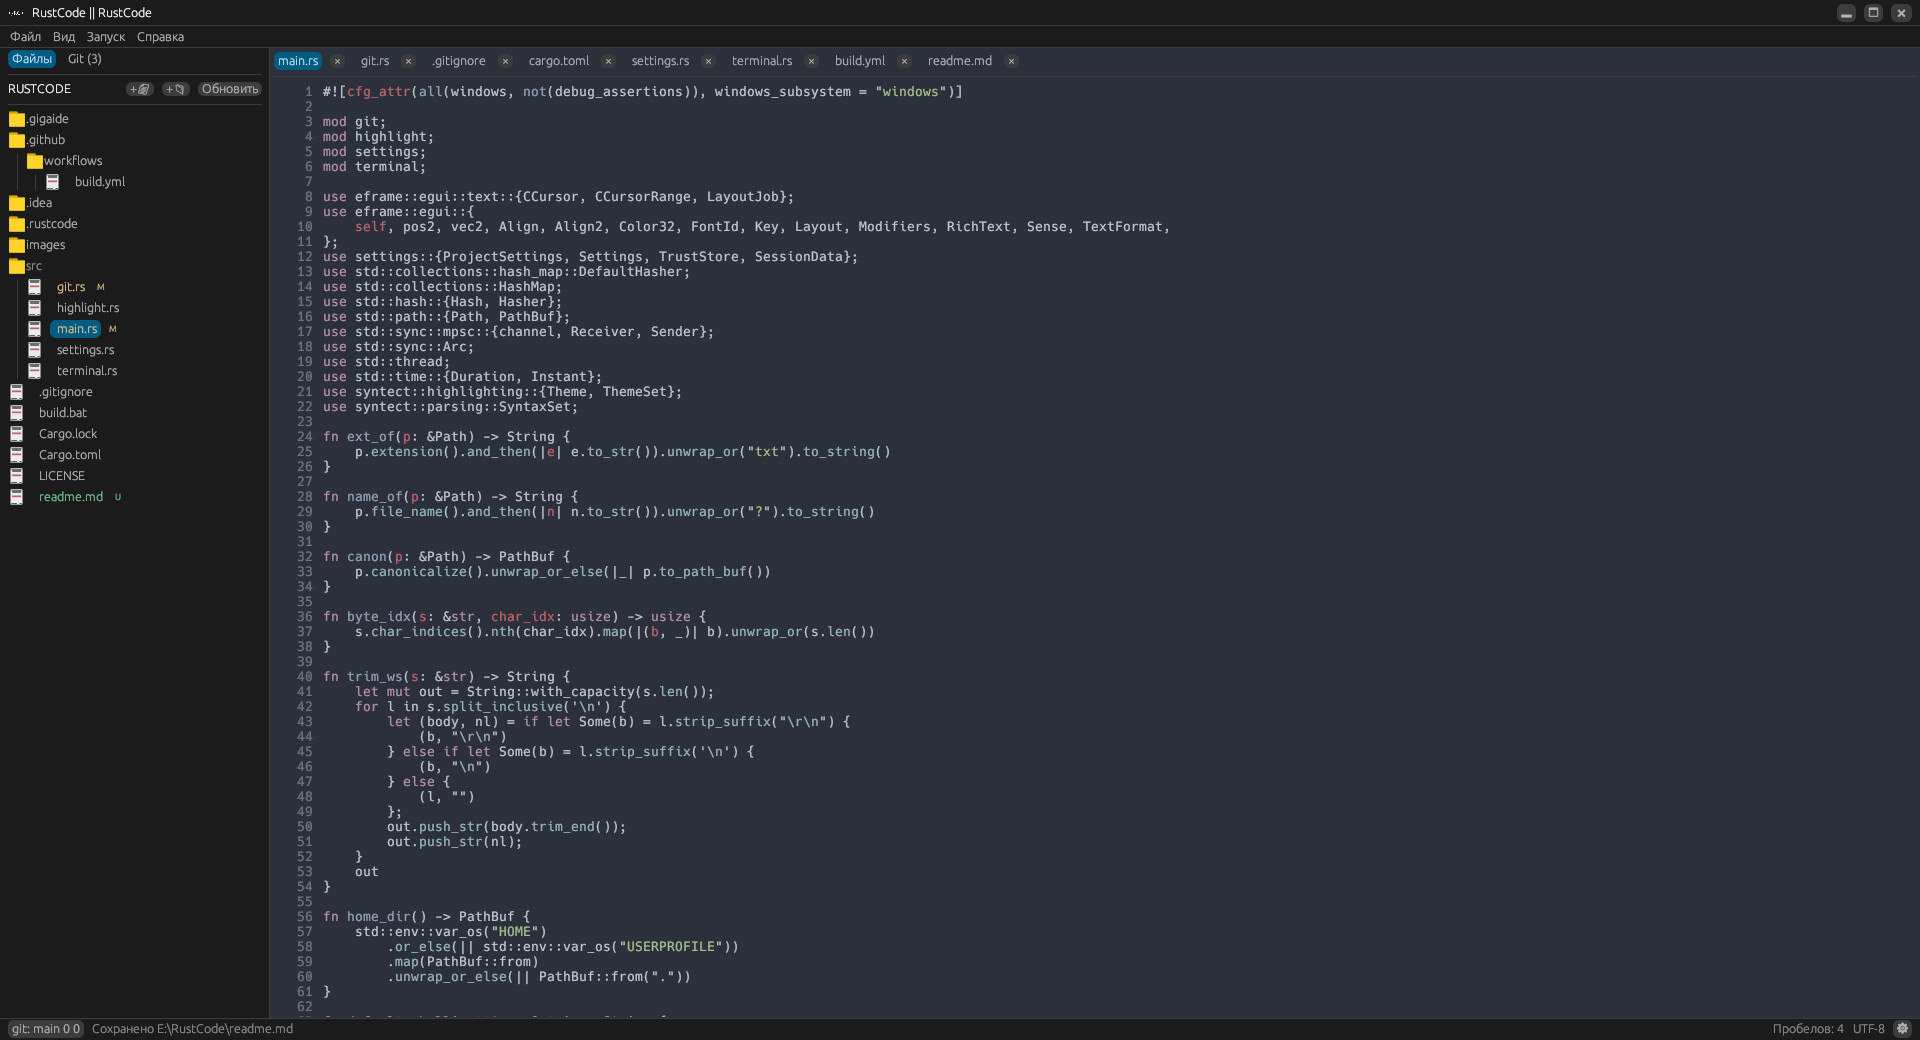 RustCode || RustCode
Файл Вид Запуск Справка
Файлы Git (3)
RUSTCODE
Обновить
.gigaide
.github
workflows
build.yml
.idea
.rustcode
images
src
git.rs M
highlight.rs
main.rs M
settings.rs
terminal.rs
.gitignore
build.bat
Cargo.lock
Cargo.toml
LICENSE
readme.md U
main.rs × git.rs × .gitignore × cargo.toml × settings.rs × terminal.rs × build.yml × readme.md ×
1 #![cfg_attr(all(windows, not(debug_assertions)), windows_subsystem = "windows")]
2
3 mod git;
4 mod highlight;
5 mod settings;
6 mod terminal;
7
8 use eframe::egui::text::{CCursor, CCursorRange, LayoutJob};
9 use eframe::egui::{
10     self, pos2, vec2, Align, Align2, Color32, FontId, Key, Layout, Modifiers, RichText, Sense, TextFormat,
11 };
12 use settings::{ProjectSettings, Settings, TrustStore, SessionData};
13 use std::collections::hash_map::DefaultHasher;
14 use std::collections::HashMap;
15 use std::hash::{Hash, Hasher};
16 use std::path::{Path, PathBuf};
17 use std::sync::mpsc::{channel, Receiver, Sender};
18 use std::sync::Arc;
19 use std::thread;
20 use std::time::{Duration, Instant};
21 use syntect::highlighting::{Theme, ThemeSet};
22 use syntect::parsing::SyntaxSet;
23
24 fn ext_of(p: &Path) -> String {
25     p.extension().and_then(|e| e.to_str()).unwrap_or("txt").to_string()
26 }
27
28 fn name_of(p: &Path) -> String {
29     p.file_name().and_then(|n| n.to_str()).unwrap_or("?").to_string()
30 }
31
32 fn canon(p: &Path) -> PathBuf {
33     p.canonicalize().unwrap_or_else(|_| p.to_path_buf())
34 }
35
36 fn byte_idx(s: &str, char_idx: usize) -> usize {
37     s.char_indices().nth(char_idx).map(|(b, _)| b).unwrap_or(s.len())
38 }
39
40 fn trim_ws(s: &str) -> String {
41     let mut out = String::with_capacity(s.len());
42     for l in s.split_inclusive('\n') {
43         let (body, nl) = if let Some(b) = l.strip_suffix("\r\n") {
44             (b, "\r\n")
45         } else if let Some(b) = l.strip_suffix('\n') {
46             (b, "\n")
47         } else {
48             (l, "")
49         };
50         out.push_str(body.trim_end());
51         out.push_str(nl);
52     }
53     out
54 }
55
56 fn home_dir() -> PathBuf {
57     std::env::var_os("HOME")
58         .or_else(|| std::env::var_os("USERPROFILE"))
59         .map(PathBuf::from)
60         .unwrap_or_else(|| PathBuf::from("."))
61 }
62
git: main 0 0 Сохранено E:\RustCode\readme.md
Пробелов: 4 UTF-8